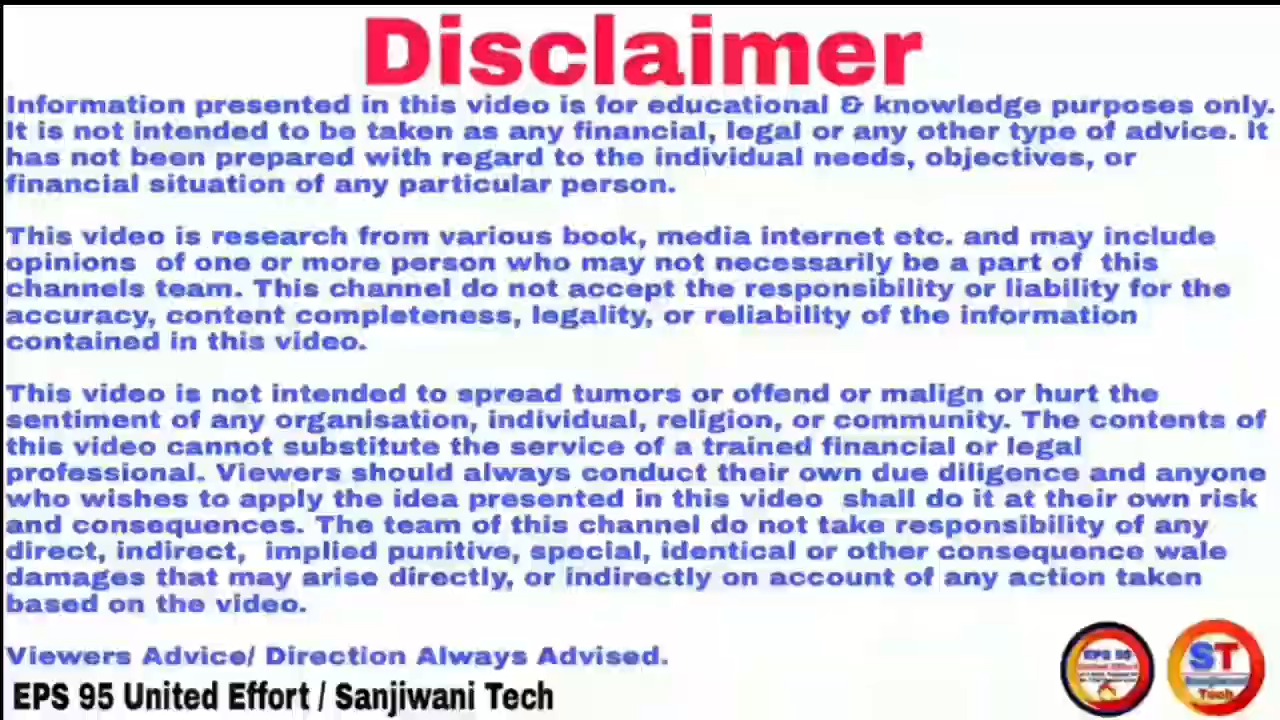 Disclaimer
Information presented in this video is for educational & knowledge purposes only.
It is not intended to be taken as any financial, legal or any other type of advice. It
has not been prepared with regard to the individual needs, objectives, or
financial situation of any particular person.
This video is research from various book, media internet etc. and may include
opinions of one or more person who may not necessarily be a part of this
channels team. This channel do not accept the responsibility or liability for the
accuracy, content completeness, legality, or reliability of the information
contained in this video.
This video is not intended to spread tumors or offend or malign or hurt the
sentiment of any organisation, individual, religion, or community. The contents of
this video cannot substitute the service of a trained financial or legal
professional. Viewers should always conduct their own due diligence and anyone
who wishes to apply the idea presented in this video shall do it at their own risk
and consequences. The team of this channel do not take responsibility of any
direct, indirect, implied punitive, special, identical or other consequence wale
damages that may arise directly, or indirectly on account of any action taken
based on the video.
Viewers Advice/ Direction Always Advised.
EPS 95 United Effort / Sanjiwani Tech
EPS 95
United Effort
ST
Sanjiwani
Tech